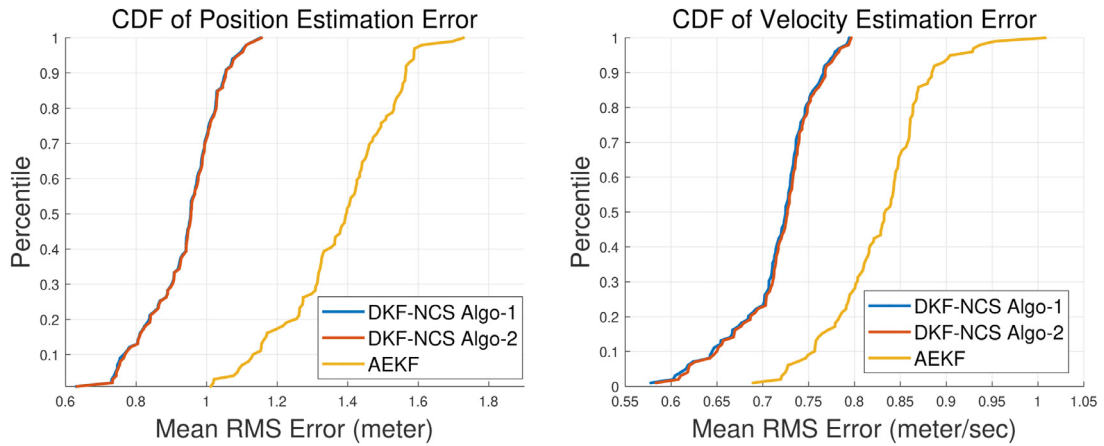 CDF of Position Estimation Error
Percentile
1
0.9
0.8
0.7
0.6
0.5
0.4
0.3
0.2
0.1
DKF-NCS Algo-1
DKF-NCS Algo-2
AEKF
0.6 0.8 1 1.2 1.4 1.6 1.8
Mean RMS Error (meter)
CDF of Velocity Estimation Error
Percentile
1
0.9
0.8
0.7
0.6
0.5
0.4
0.3
0.2
0.1
0
DKF-NCS Algo-1
DKF-NCS Algo-2
AEKF
0.55 0.6 0.65 0.7 0.75 0.8 0.85 0.9 0.95 1 1.05
Mean RMS Error (meter/sec)